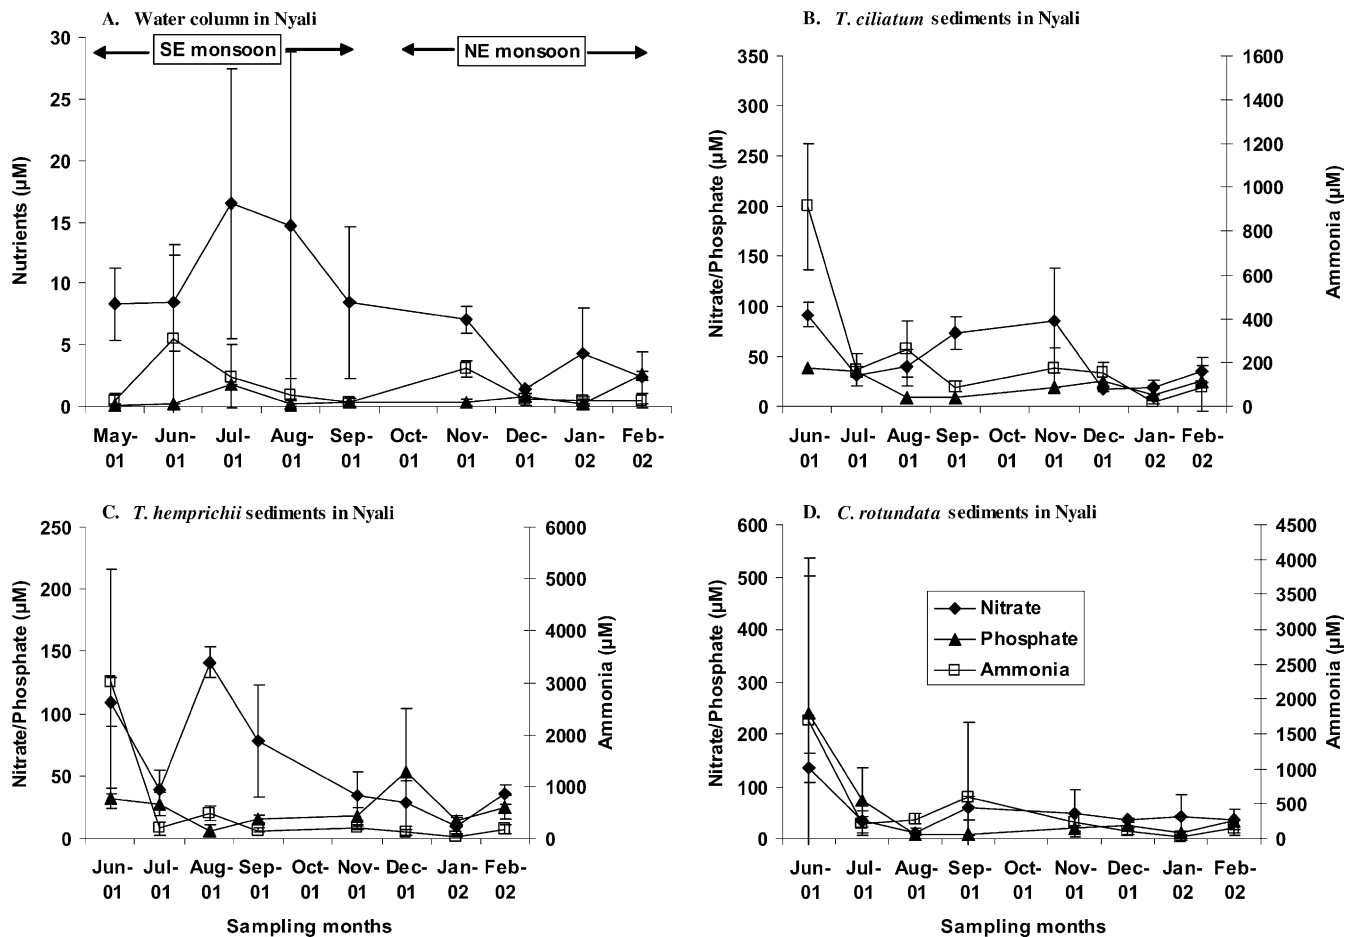 A. Water column in Nyali
SE monsoon
NE monsoon
Nutrients (µM)
30
25
20
15
10
5
0
May-01 Jun-01 Jul-01 Aug-01 Sep-01 Oct-01 Nov-01 Dec-01 Jan-02 Feb-02
B. T. ciliatum sediments in Nyali
Nitrate/Phosphate (µM)
350
300
250
200
150
100
50
0
1600
1400
1200
1000
800
600
400
200
0
Ammonia (µM)
Jun-01 Jul-01 Aug-01 Sep-01 Oct-01 Nov-01 Dec-01 Jan-02 Feb-02
C. T. hemprichii sediments in Nyali
Nitrate/Phosphate (µM)
250
200
150
100
50
0
6000
5000
4000
3000
2000
1000
0
Ammonia (µM)
Jun-01 Jul-01 Aug-01 Sep-01 Oct-01 Nov-01 Dec-01 Jan-02 Feb-02
Sampling months
D. C. rotundata sediments in Nyali
Nitrate/Phosphate (µM)
600
500
400
300
200
100
0
4500
4000
3500
3000
2500
2000
1500
1000
500
0
Ammonia (µM)
Nitrate
Phosphate
Ammonia
Jun-01 Jul-01 Aug-01 Sep-01 Oct-01 Nov-01 Dec-01 Jan-02 Feb-02
Sampling months